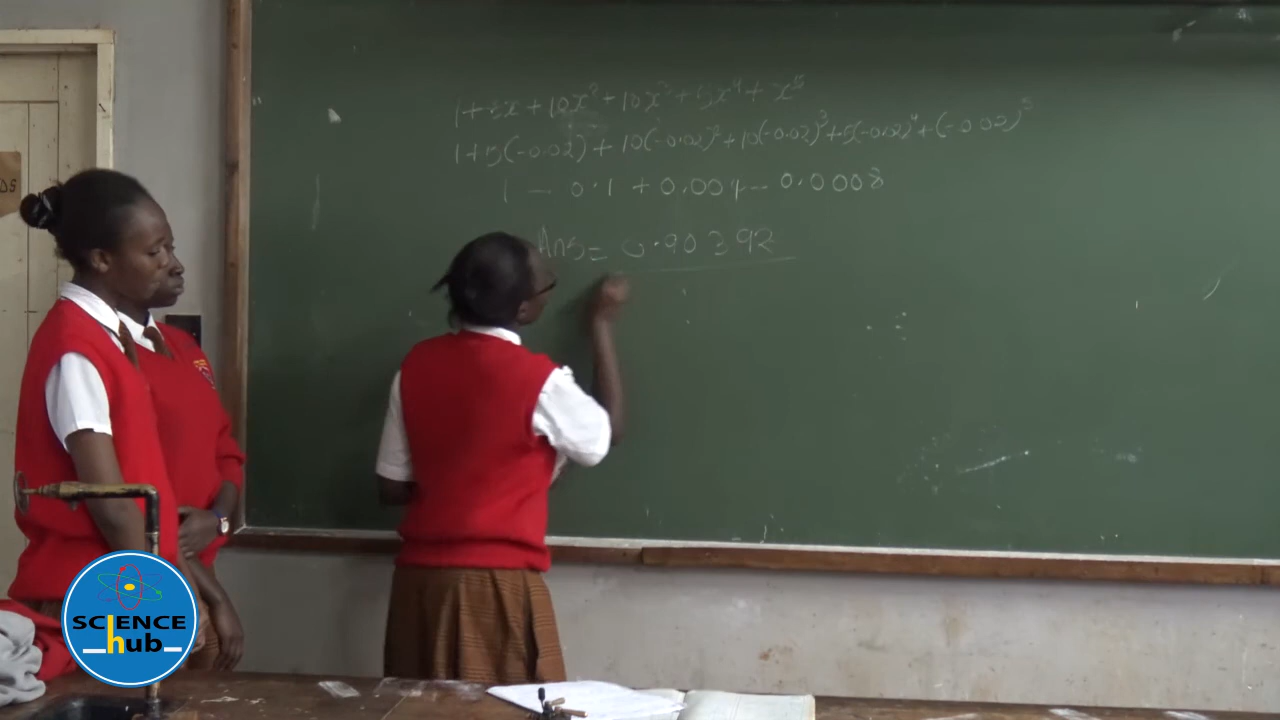 1+5x+10x²+10x³+5x⁴+x⁵
1+5(-0.02)+10(-0.02)²+10(-0.02)³+5(-0.02)⁴+(-0.02)⁵
1 - 0.1 + 0.004 - 0.0008
Ans = 0.90392
SCIENCE
hub